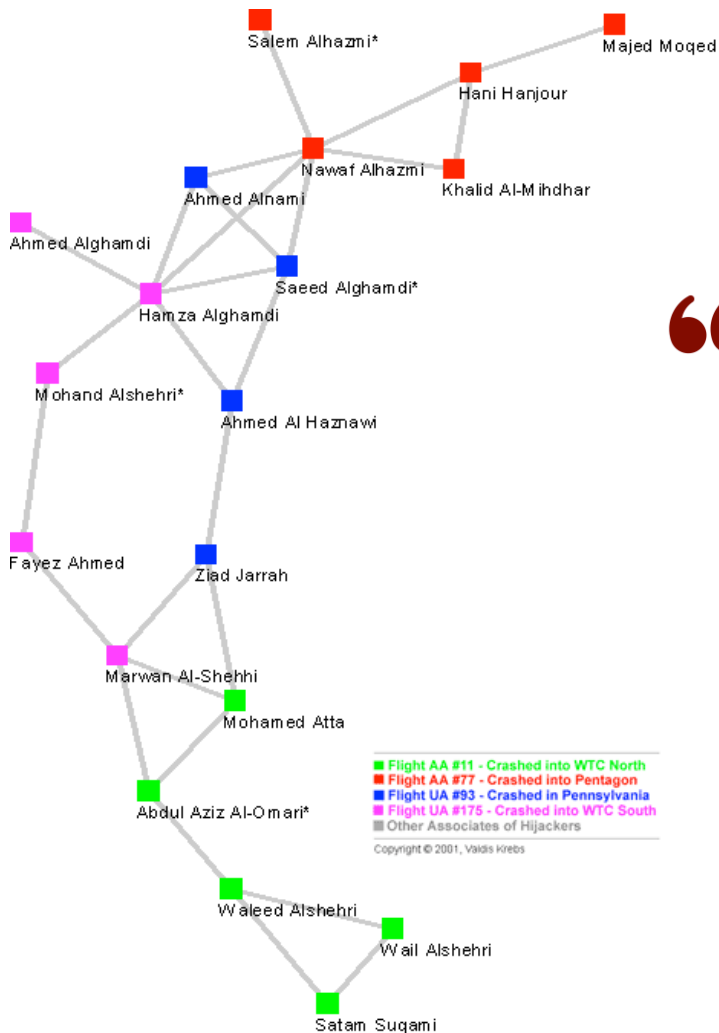 Salem Alhazmi*
Majed Moqed
Hani Hanjour
Nawaf Alhazmi
Khalid Al-Mihdhar
Ahmed Alnami
Ahmed Alghamdi
Saeed Alghamdi*
Hamza Alghamdi
Mohand Alshehri*
Ahmed Al Haznawi
Fayez Ahmed
Ziad Jarrah
Marwan Al-Shehhi
Mohamed Atta
Flight AA #11 - Crashed into WTC North
Flight AA #77 - Crashed into Pentagon
Flight UA #93 - Crashed in Pennsylvania
Flight UA #175 - Crashed into WTC South
Other Associates of Hijackers
Copyright © 2001, Valdis Krebs
Abdul Aziz Al-Omari*
Waleed Alshehri
Wail Alshehri
Satam Suqami